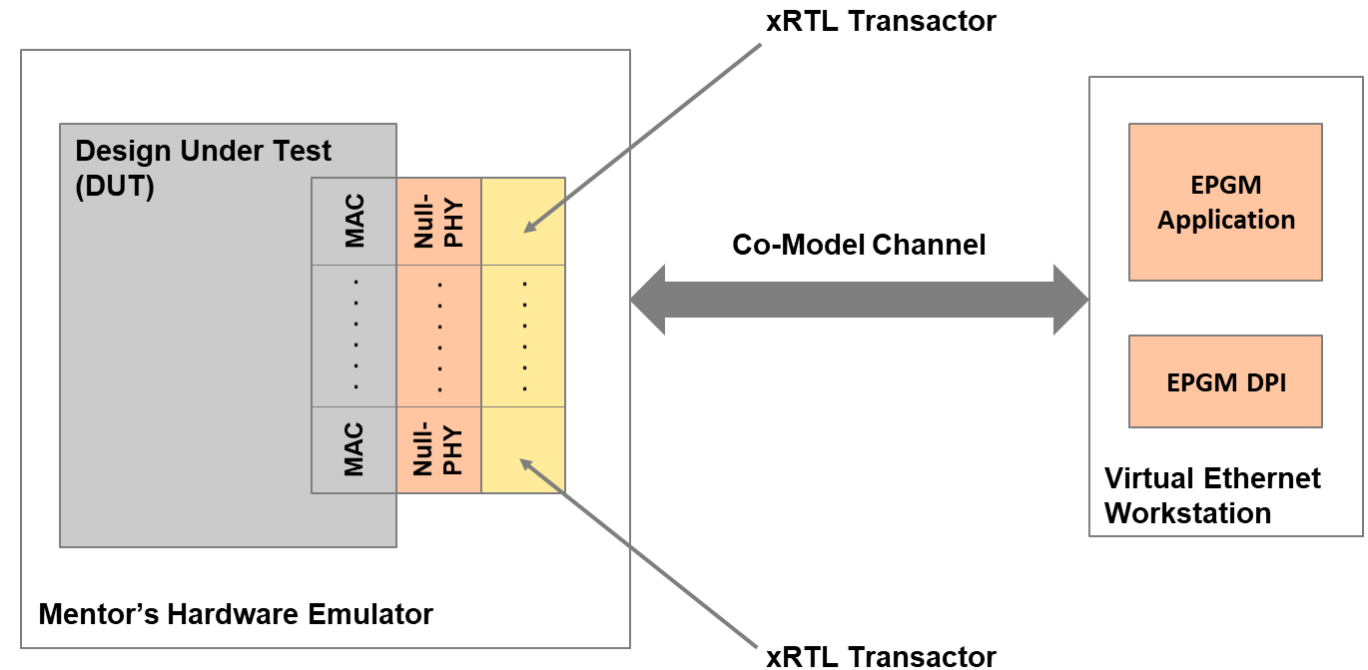 xRTL Transactor
Design Under Test
(DUT)
MAC
Null-
PHY
. . . . .
. . . . .
. . . . .
MAC
Null-
PHY
Mentor’s Hardware Emulator
Co-Model Channel
EPGM
Application
EPGM DPI
Virtual Ethernet
Workstation
xRTL Transactor